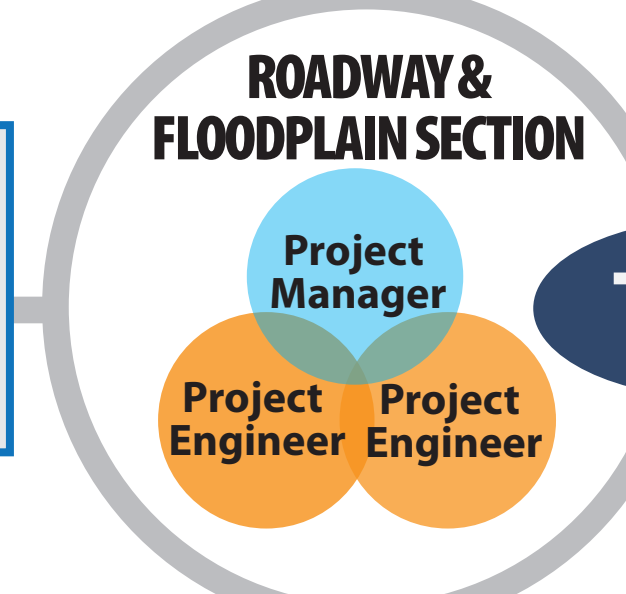 ROADWAY &
FLOODPLAIN SECTION
Project
Manager
Project
Engineer
Project
Engineer